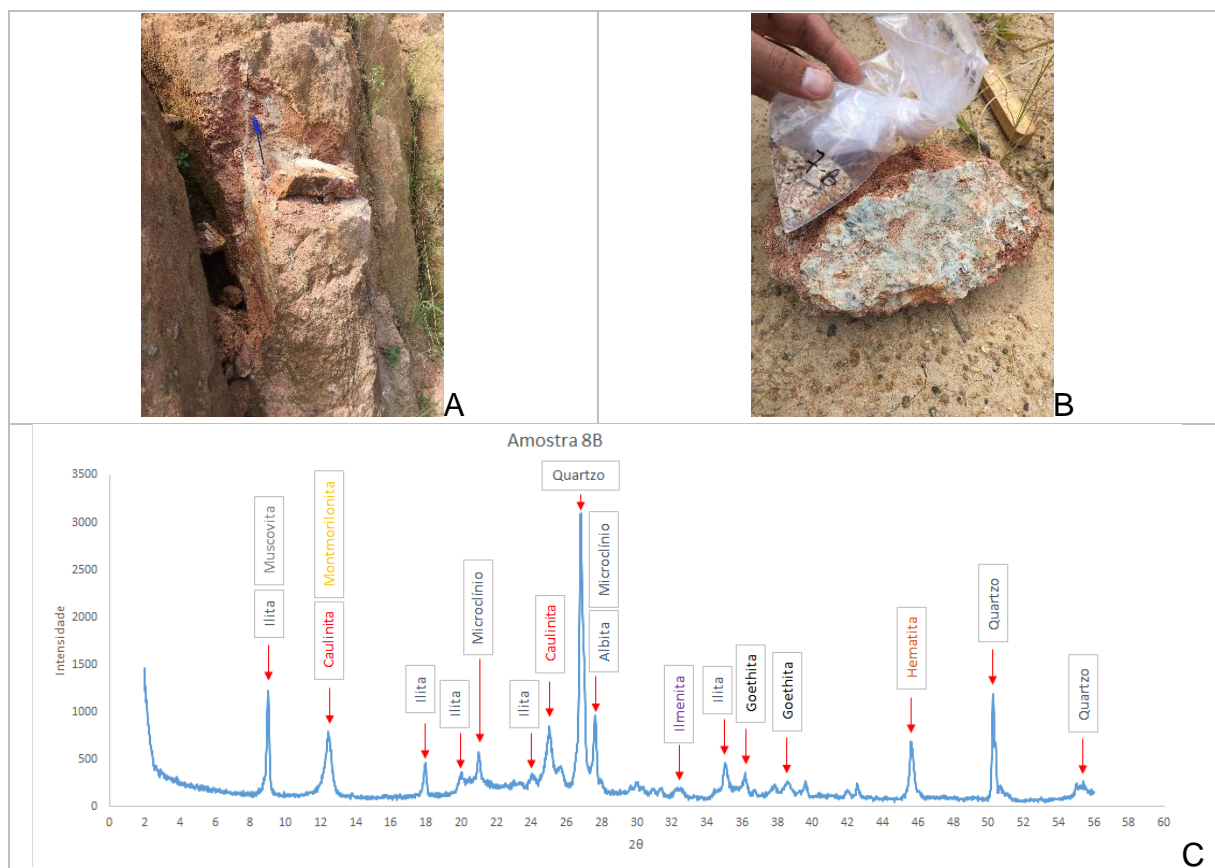 A
B
Amostra 8B
3500
3000
2500
2000
1500
1000
500
0
Intensidade
Ilita
Muscovita
Caulinita
Montmorilonita
Ilita
Ilita
Microclínio
Ilita
Caulinita
Quartzo
Albita
Microclínio
Ilmenita
Ilita
Goethita
Goethita
Hematita
Quartzo
Quartzo
0 2 4 6 8 10 12 14 16 18 20 22 24 26 28 30 32 34 36 38 40 42 44 46 48 50 52 54 56 58 60
2θ
C